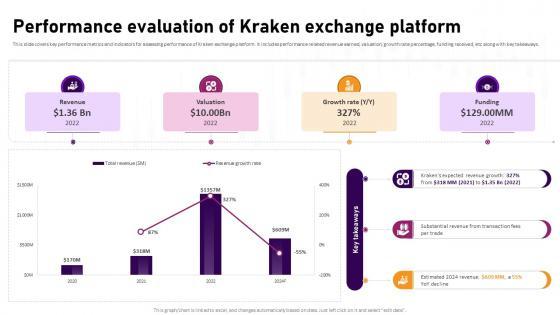 Performance evaluation of Kraken exchange platform
This slide covers key performance metrics and indicators for assessing performance of Kraken exchange platform. It includes performance related revenue earned, valuation/growth rate percentage, funding received, etc along with key takeaways.
Revenue
$1.36 Bn
2022
Valuation
$10.00Bn
2022
Growth rate (Y/Y)
327%
2022
Funding
$129.00MM
2022
Total revenue ($M)
Revenue growth rate
$1500M
$1000M
$500M
$0M
400%
200%
0%
-200%
$170M
$318M
$1357M
$609M
87%
327%
-55%
2020
2021
2022
2024F
Key takeaways
Kraken's expected revenue growth: 327%
from $318 MM (2021) to $1.35 Bn (2022)
Substantial revenue from transaction fees
per trade
Estimated 2024 revenue: $609 MM, a 55%
YoY decline
This graph/chart is linked to excel, and changes automatically based on data. Just left click on it and select "edit data".